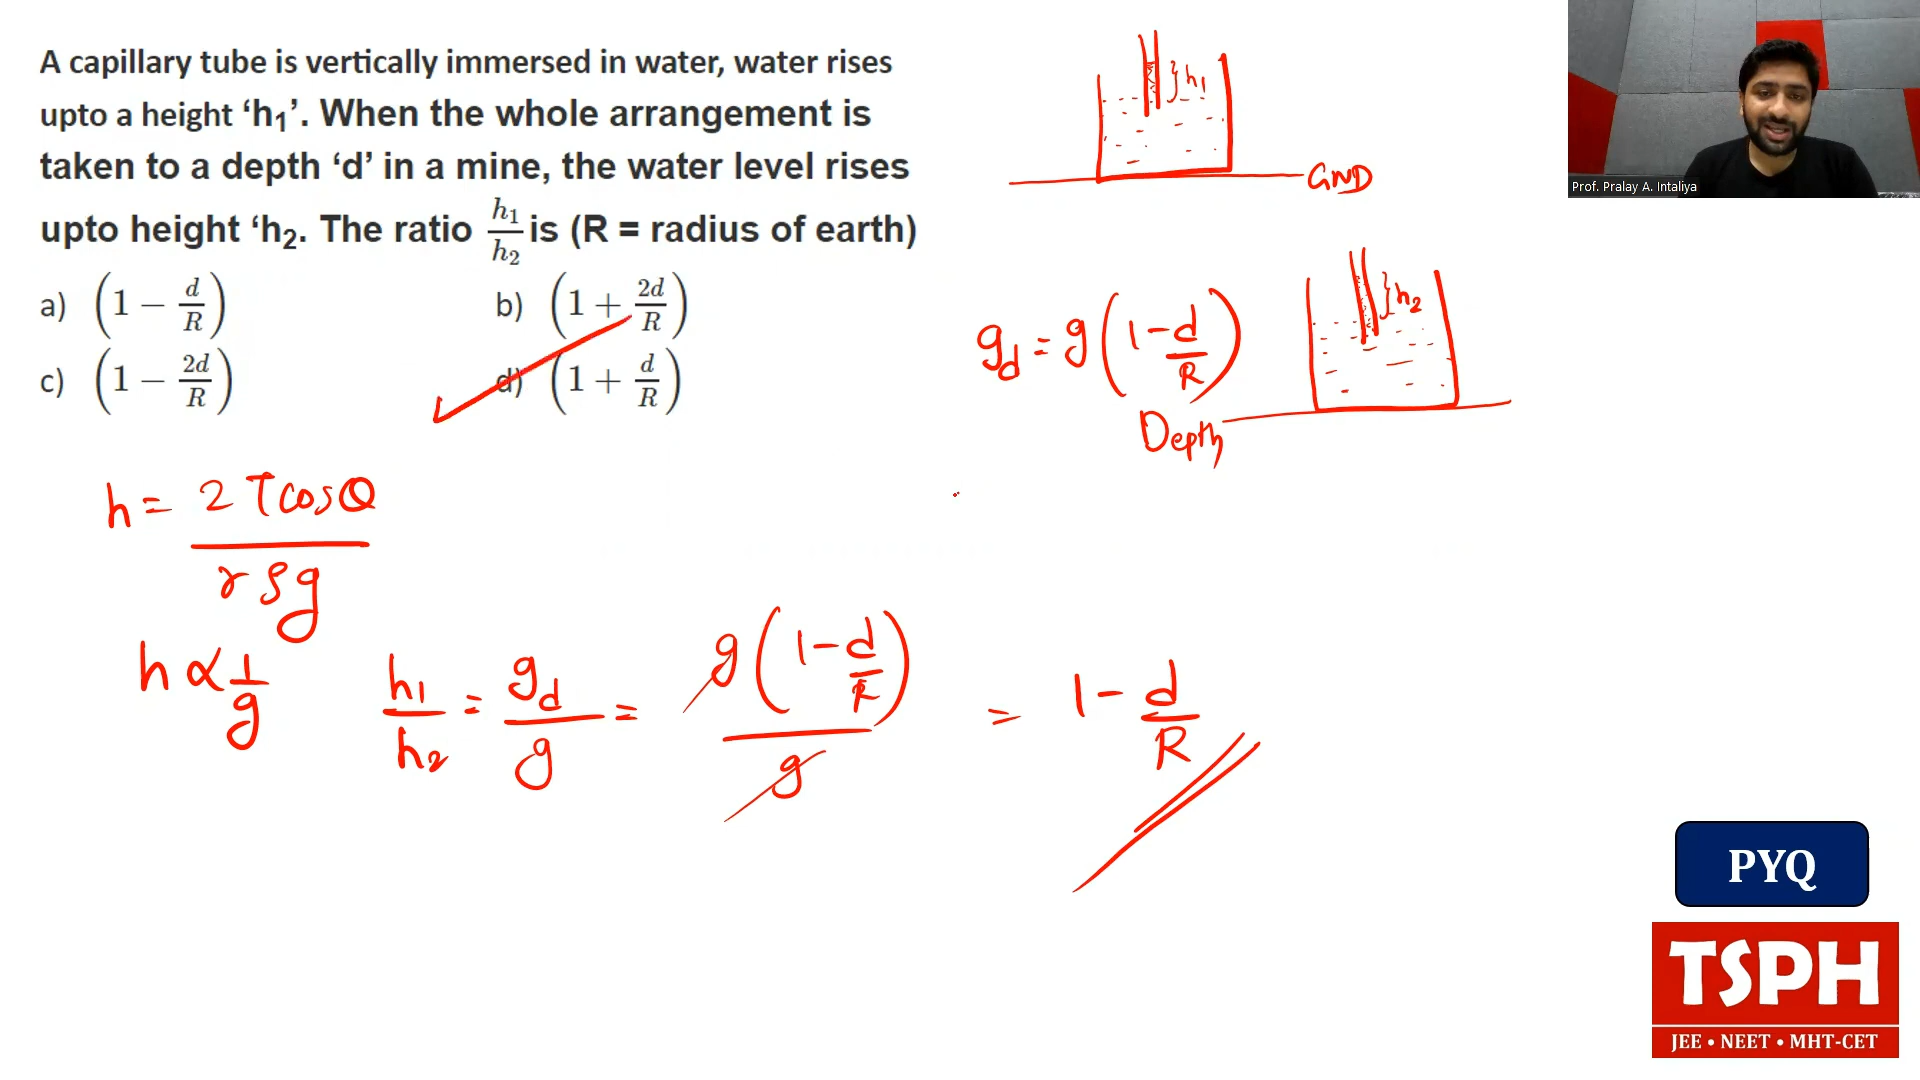 A capillary tube is vertically immersed in water, water rises
upto a height ‘h₁’. When the whole arrangement is
taken to a depth ‘d’ in a mine, the water level rises
upto height ‘h₂. The ratio h₁/h₂ is (R = radius of earth)
a) (1 − d/R) b) (1 + 2d/R)
c) (1 − 2d/R) d) (1 + d/R)
h₁
GND
g_d = g(1 − d/R)
h₂
Depth
h = 2Tcosθ / rρg
h ∝ 1/g
h₁/h₂ = g_d/g = g(1 − d/R)/g = 1 − d/R
Prof. Pralay A. Intaliya
PYQ
TSPH
JEE • NEET • MHT-CET